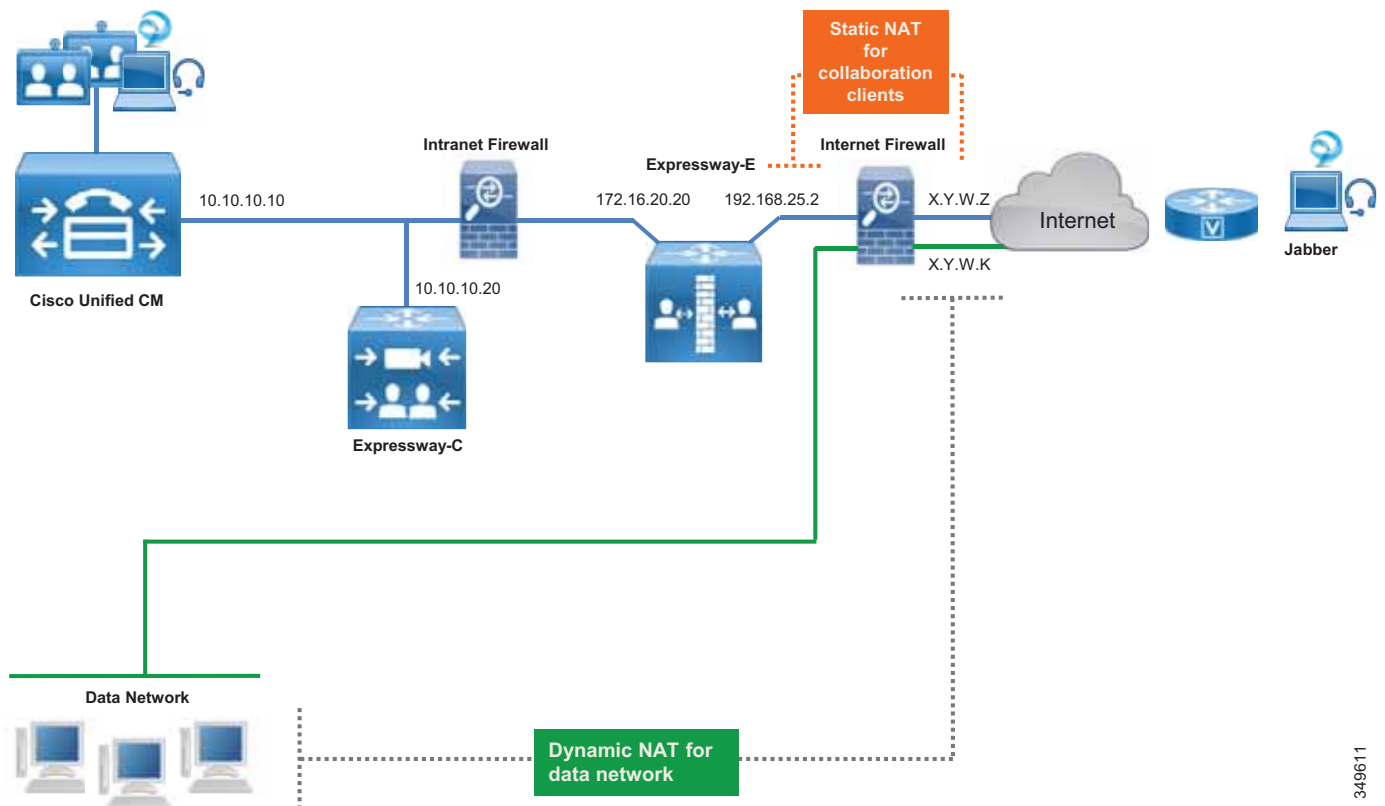 Static NAT
for
collaboration
clients
Intranet Firewall
Internet Firewall
Expressway-E
10.10.10.10
172.16.20.20
192.168.25.2
X.Y.W.Z
Internet
V
Jabber
X.Y.W.K
Cisco Unified CM
10.10.10.20
Expressway-C
Data Network
Dynamic NAT for
data network
349611